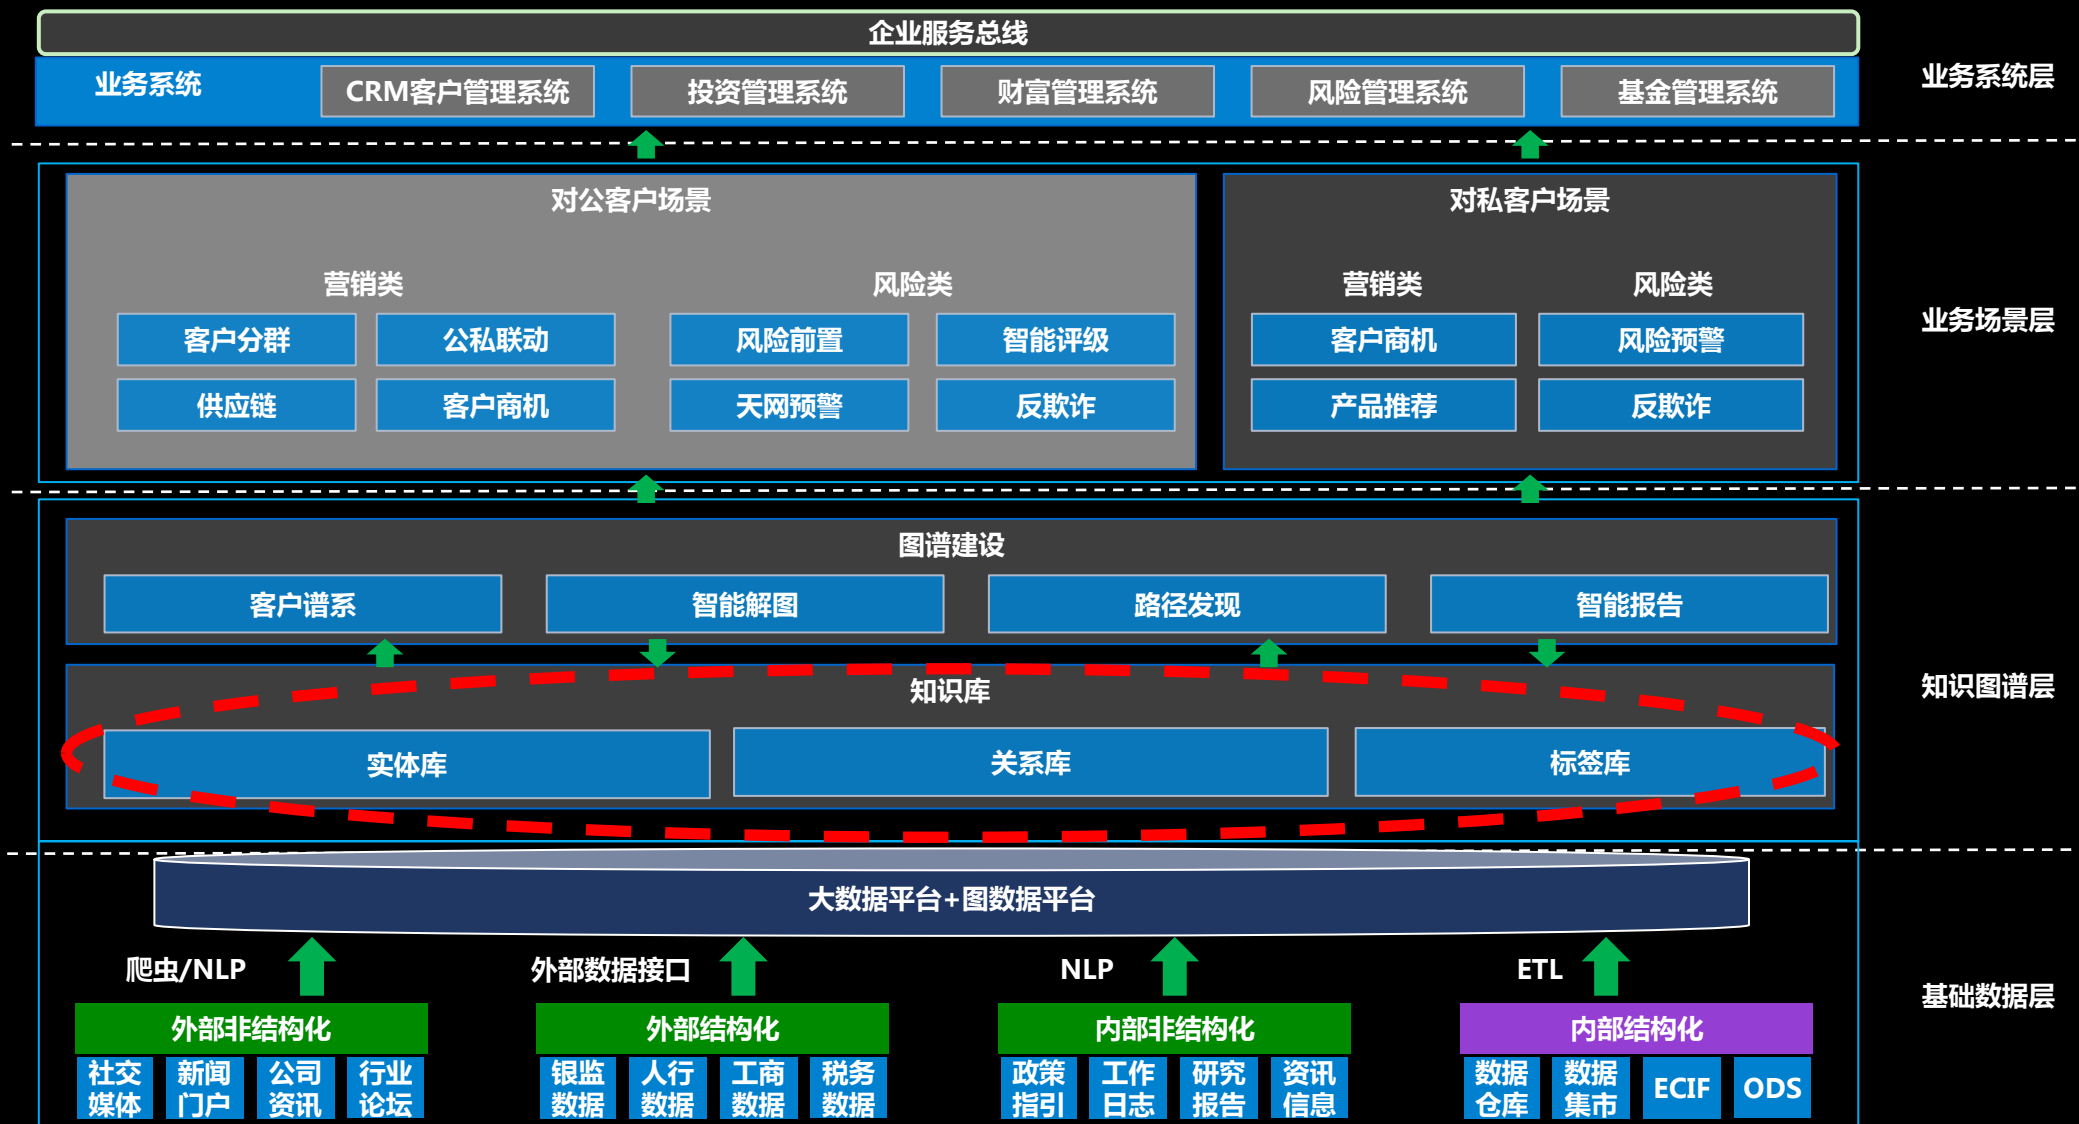 企业服务总线
业务系统
CRM客户管理系统
投资管理系统
财富管理系统
风险管理系统
基金管理系统
业务系统层
对公客户场景
营销类
风险类
客户分群
公私联动
风险前置
智能评级
供应链
客户商机
天网预警
反欺诈
对私客户场景
营销类
风险类
客户商机
风险预警
产品推荐
反欺诈
业务场景层
图谱建设
客户谱系
智能解图
路径发现
智能报告
知识库
实体库
关系库
标签库
知识图谱层
大数据平台+图数据平台
爬虫/NLP
外部数据接口
NLP
ETL
外部非结构化
社交
媒体
新闻
门户
公司
资讯
行业
论坛
外部结构化
银监
数据
人行
数据
工商
数据
税务
数据
内部非结构化
政策
指引
工作
日志
研究
报告
资讯
信息
内部结构化
数据
仓库
数据
集市
ECIF
ODS
基础数据层